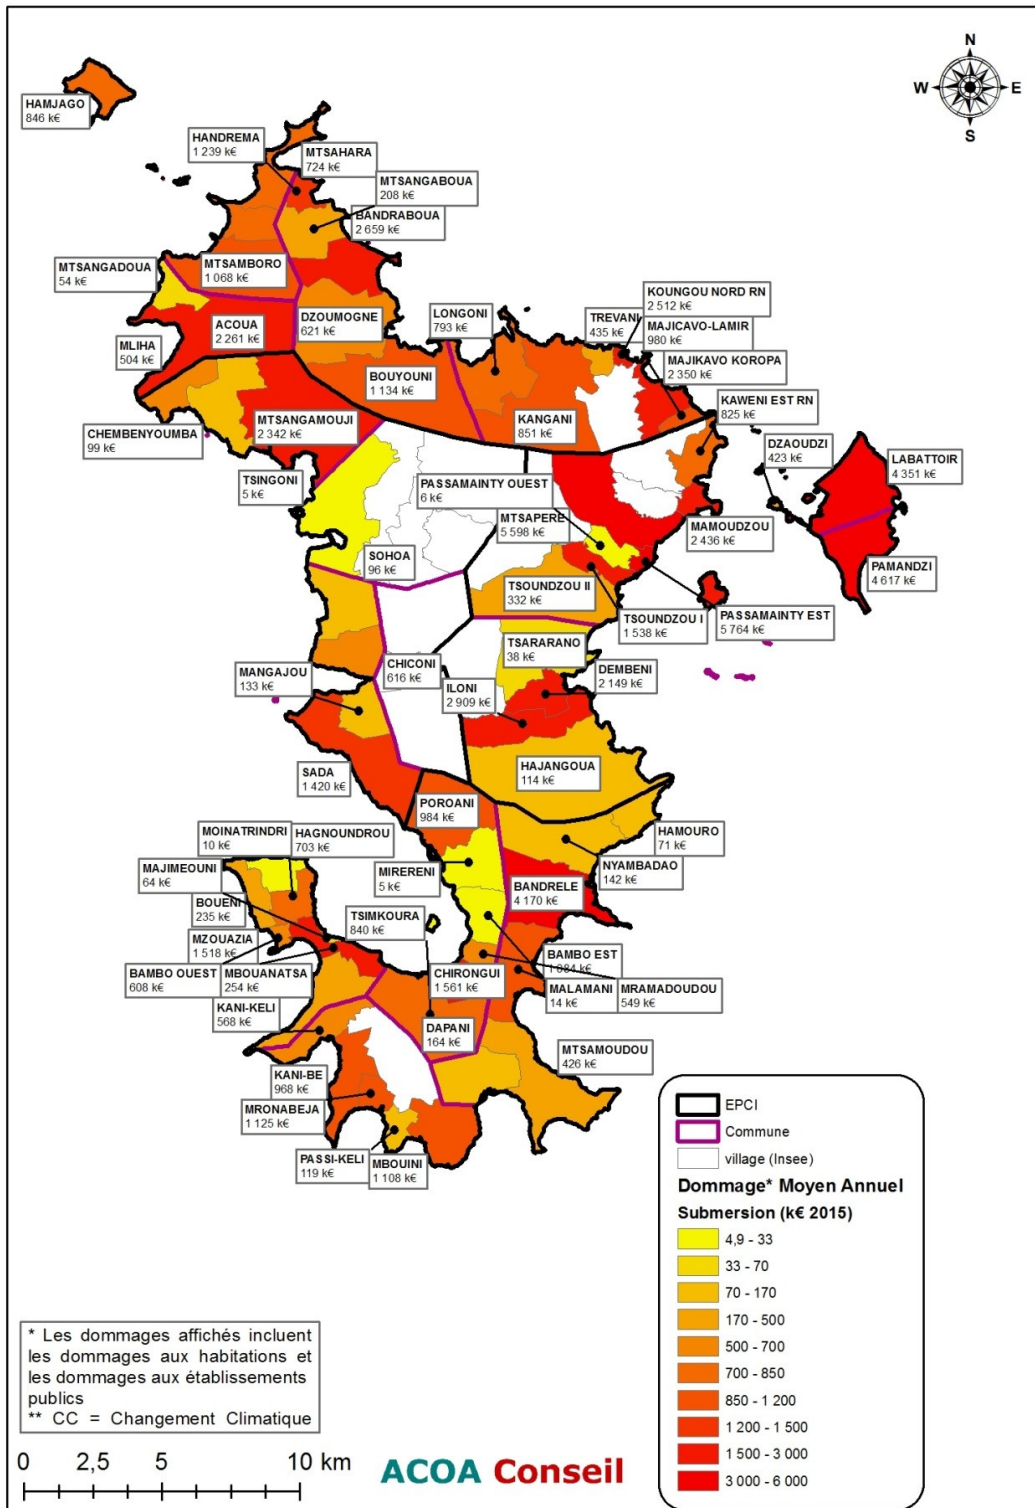 N
W
E
S
HAMJAGO
846 k€
HANDREMA
1 239 k€
MTSAHARA
724 k€
MTSANGABOUA
208 k€
BANDRABOUA
2 659 k€
MTSANGADOUA
54 k€
MTSAMBORO
1 068 k€
KOUNGOU NORD RN
2 512 k€
TREVANI
435 k€
MAJICAVO-LAMIR
980 k€
LONGONI
793 k€
DZOUMOGNE
621 k€
ACOUA
2 261 k€
MLIHA
504 k€
MAJIKAVO KOROPA
2 350 k€
BOUYOUNI
1 134 k€
KAWENI EST RN
825 k€
KANGANI
851 k€
MTSANGAMOUJI
2 342 k€
CHEMBENYOUMBA
99 k€
DZAOUDZI
423 k€
LABATTOIR
4 351 k€
TSINGONI
5 k€
PASSAMAINTY OUEST
6 k€
MTSAPERE
5 598 k€
MAMOUDZOU
2 436 k€
SOHOA
96 k€
PAMANDZI
4 617 k€
TSOUNDZOU II
332 k€
TSOUNDZOU I
1 538 k€
PASSAMAINTY EST
5 764 k€
TSARARANO
38 k€
CHICONI
616 k€
DEMBENI
2 149 k€
MANGAJOU
133 k€
ILONI
2 909 k€
SADA
1 420 k€
HAJANGOUA
114 k€
POROANI
984 k€
MOINATRINDRI
10 k€
HAGNOUNDROU
703 k€
HAMOURO
71 k€
MAJIMEOUNI
64 k€
MIRERENI
5 k€
NYAMBADAO
142 k€
BANDRELE
4 170 k€
BOUENI
235 k€
TSIMKOURA
840 k€
MZOUAZIA
1 518 k€
BAMBO EST
1 084 k€
BAMBO OUEST
608 k€
MBOUANATSA
254 k€
CHIRONGUI
1 561 k€
MALAMANI
14 k€
MRAMADOUDOU
549 k€
KANI-KELI
568 k€
DAPANI
164 k€
MTSAMOUDOU
426 k€
KANI-BE
968 k€
MRONABEJA
1 125 k€
PASSI-KELI
119 k€
MBOUINI
1 108 k€
EPCI
Commune
village (Insee)
Dommage* Moyen Annuel
Submersion (k€ 2015)
4,9 - 33
33 - 70
70 - 170
170 - 500
500 - 700
700 - 850
850 - 1 200
1 200 - 1 500
1 500 - 3 000
3 000 - 6 000
* Les dommages affichés incluent
les dommages aux habitations et
les dommages aux établissements
publics
** CC = Changement Climatique
0 2,5 5 10 km
ACOA Conseil